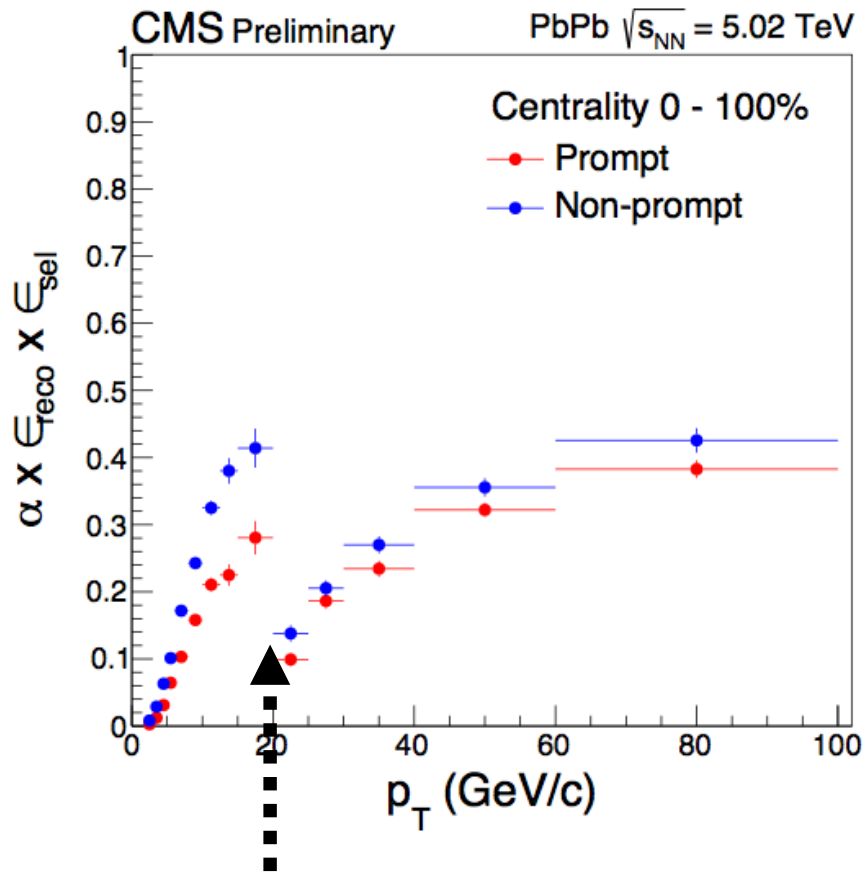 CMS Preliminary PbPb √s_NN = 5.02 TeV
1
Centrality 0 - 100%
0.9
Prompt
0.8
Non-prompt
0.7
0.6
0.5
0.4
0.3
0.2
0.1
0
α x ∈reco x ∈sel
0 20 40 60 80 100
p_T (GeV/c)